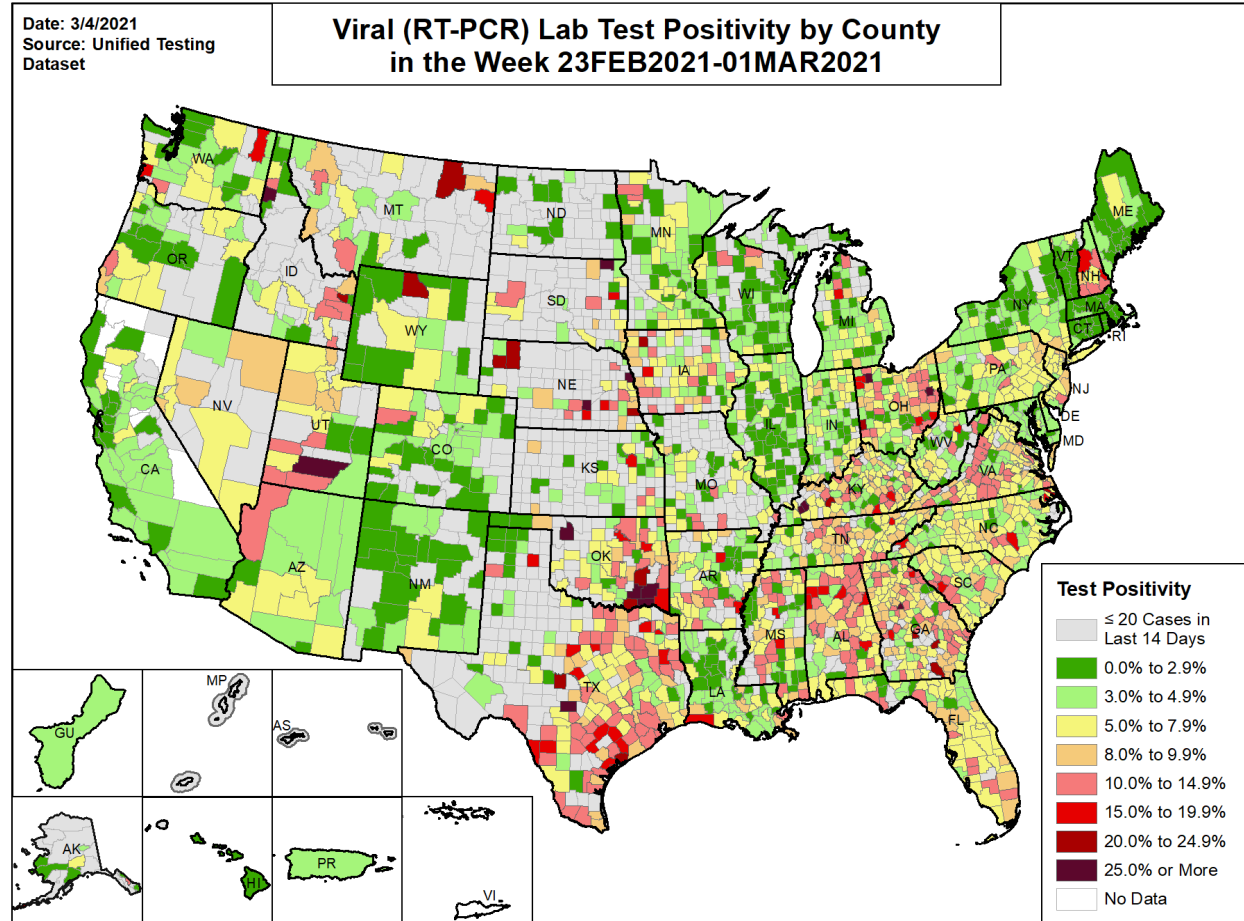 Date: 3/4/2021
Source: Unified Testing
Dataset
Viral (RT-PCR) Lab Test Positivity by County
in the Week 23FEB2021-01MAR2021
WA
MT
ND
MN
ME
OR
ID
SD
WI
VT
NH
NY
MA
CT
RI
MI
WY
IA
PA
NJ
NE
NV
UT
OH
DE
MD
IL
IN
WV
CO
CA
KS
MO
KY
VA
NC
TN
OK
AZ
NM
AR
SC
MS
AL
GA
TX
LA
FL
GU
MP
AS
AK
HI
PR
VI
Test Positivity
≤ 20 Cases in
Last 14 Days
0.0% to 2.9%
3.0% to 4.9%
5.0% to 7.9%
8.0% to 9.9%
10.0% to 14.9%
15.0% to 19.9%
20.0% to 24.9%
25.0% or More
No Data